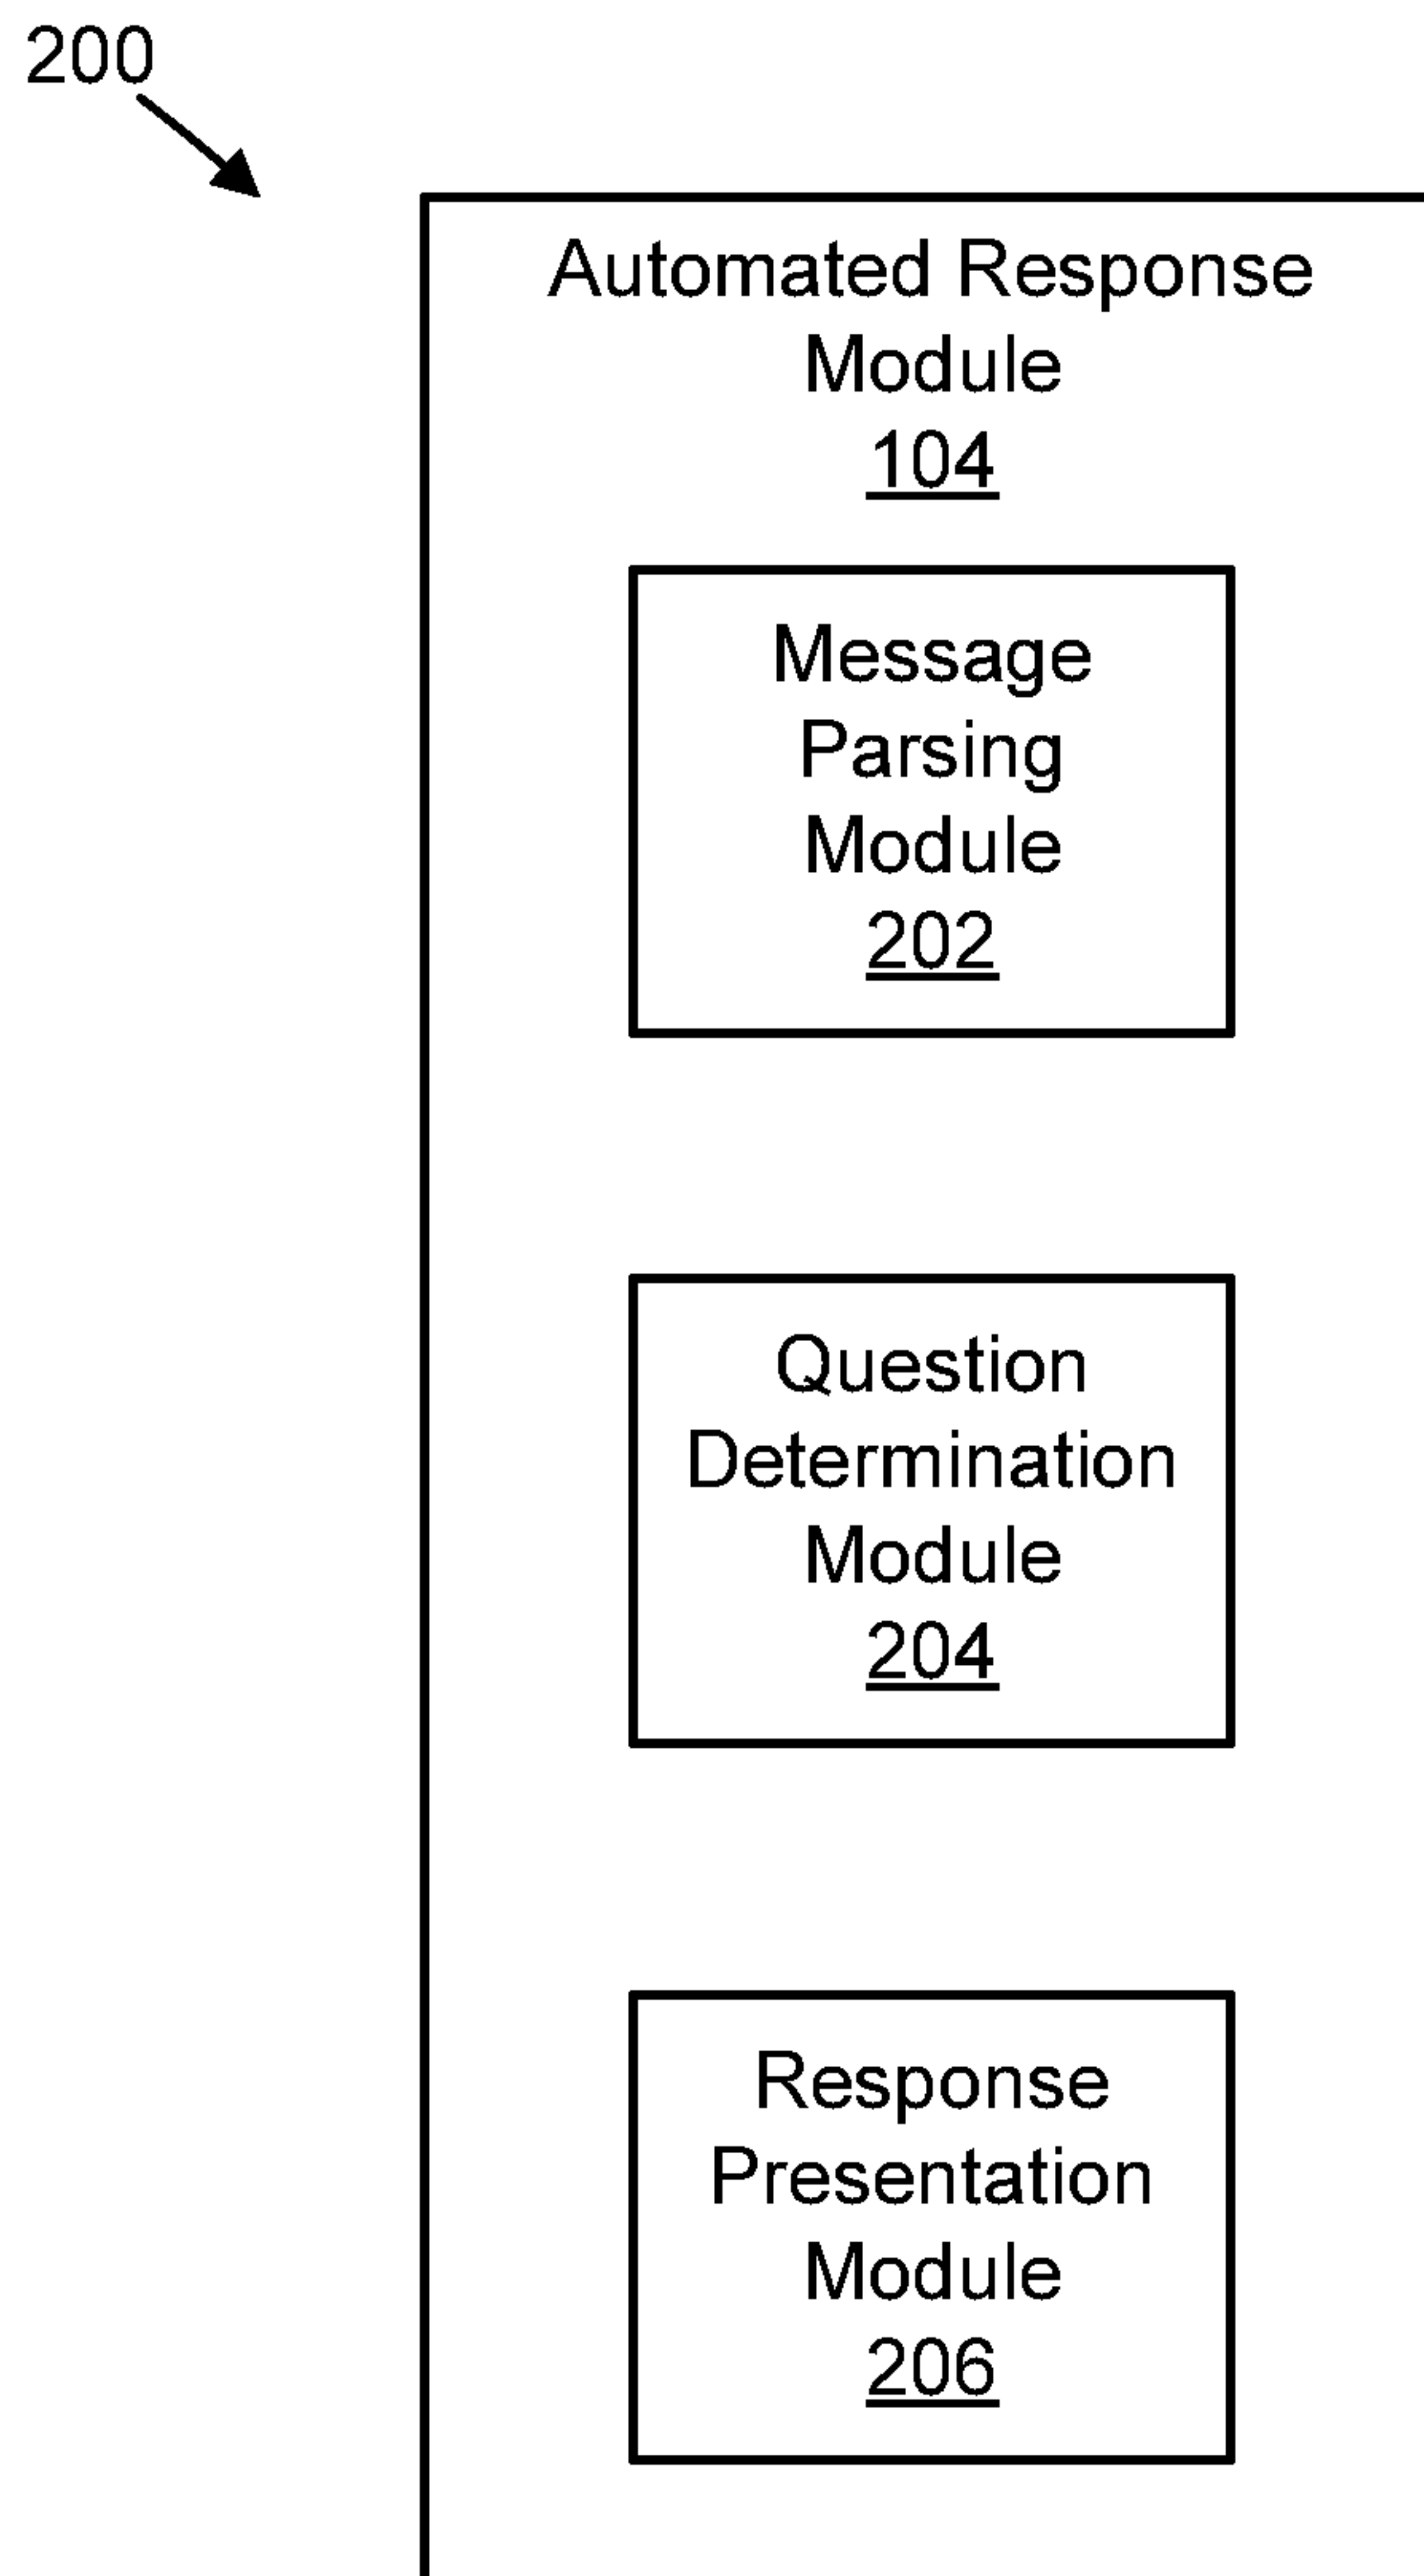 200
Automated Response
Module
104
Message
Parsing
Module
202
Question
Determination
Module
204
Response
Presentation
Module
206